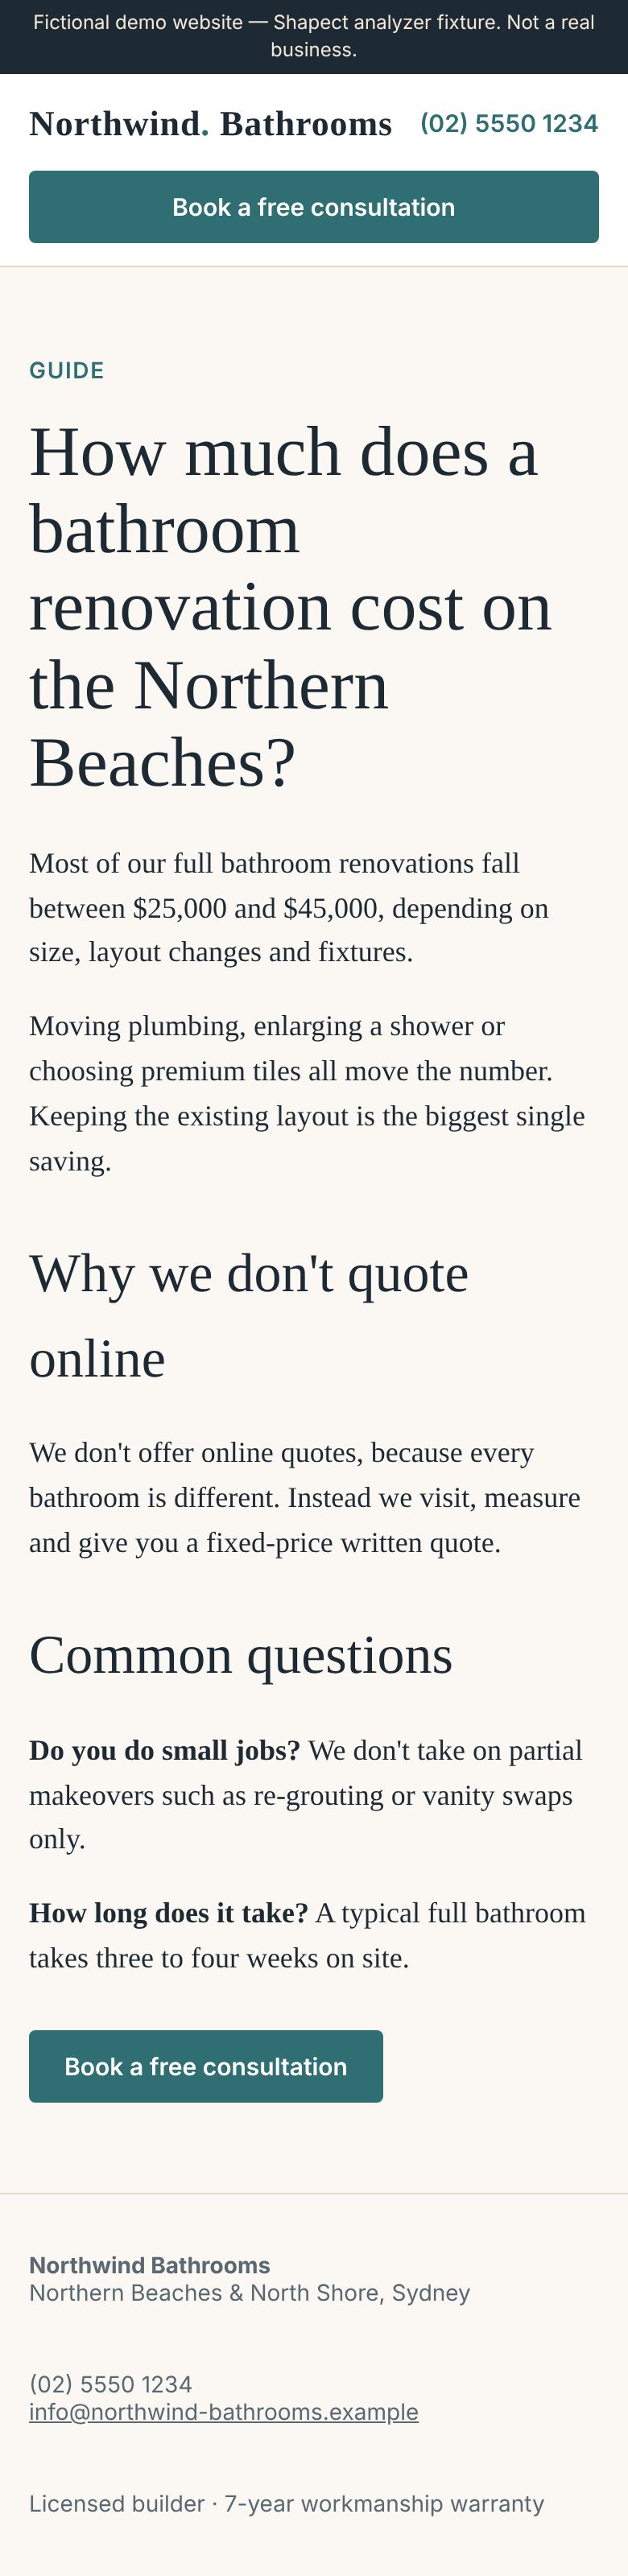 Fictional demo website — Shapect analyzer fixture. Not a real
business.
Northwind. Bathrooms
(02) 5550 1234
Book a free consultation
GUIDE
How much does a
bathroom
renovation cost on
the Northern
Beaches?
Most of our full bathroom renovations fall
between $25,000 and $45,000, depending on
size, layout changes and fixtures.
Moving plumbing, enlarging a shower or
choosing premium tiles all move the number.
Keeping the existing layout is the biggest single
saving.
Why we don't quote
online
We don't offer online quotes, because every
bathroom is different. Instead we visit, measure
and give you a fixed-price written quote.
Common questions
Do you do small jobs? We don't take on partial
makeovers such as re-grouting or vanity swaps
only.
How long does it take? A typical full bathroom
takes three to four weeks on site.
Book a free consultation
Northwind Bathrooms
Northern Beaches & North Shore, Sydney
(02) 5550 1234
info@northwind-bathrooms.example
Licensed builder · 7-year workmanship warranty